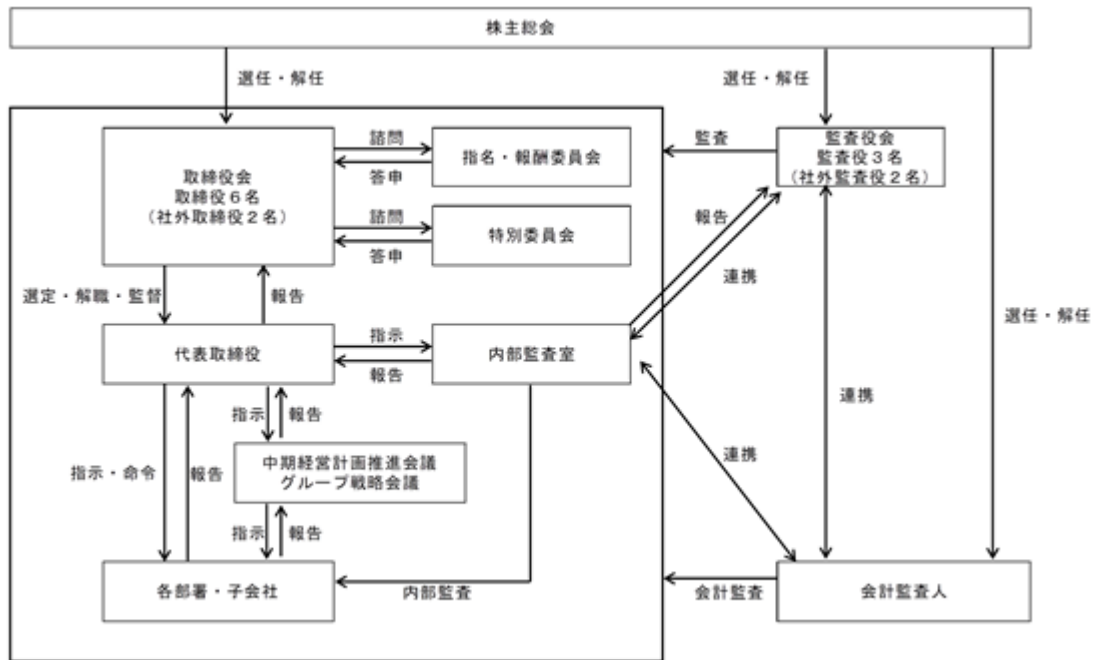 株主総会
選任・解任
選任・解任
諮問
指名・報酬委員会
答申
監査
監査役会
監査役3名
（社外監査役2名）
取締役会
取締役6名
（社外取締役2名）
諮問
特別委員会
答申
報告
連携
選定・解職・監督
報告
選任・解任
代表取締役
指示
報告
内部監査室
連携
指示
報告
中期経営計画推進会議
グループ戦略会議
連携
指示・命令
報告
指示
報告
各部署・子会社
内部監査
会計監査
会計監査人